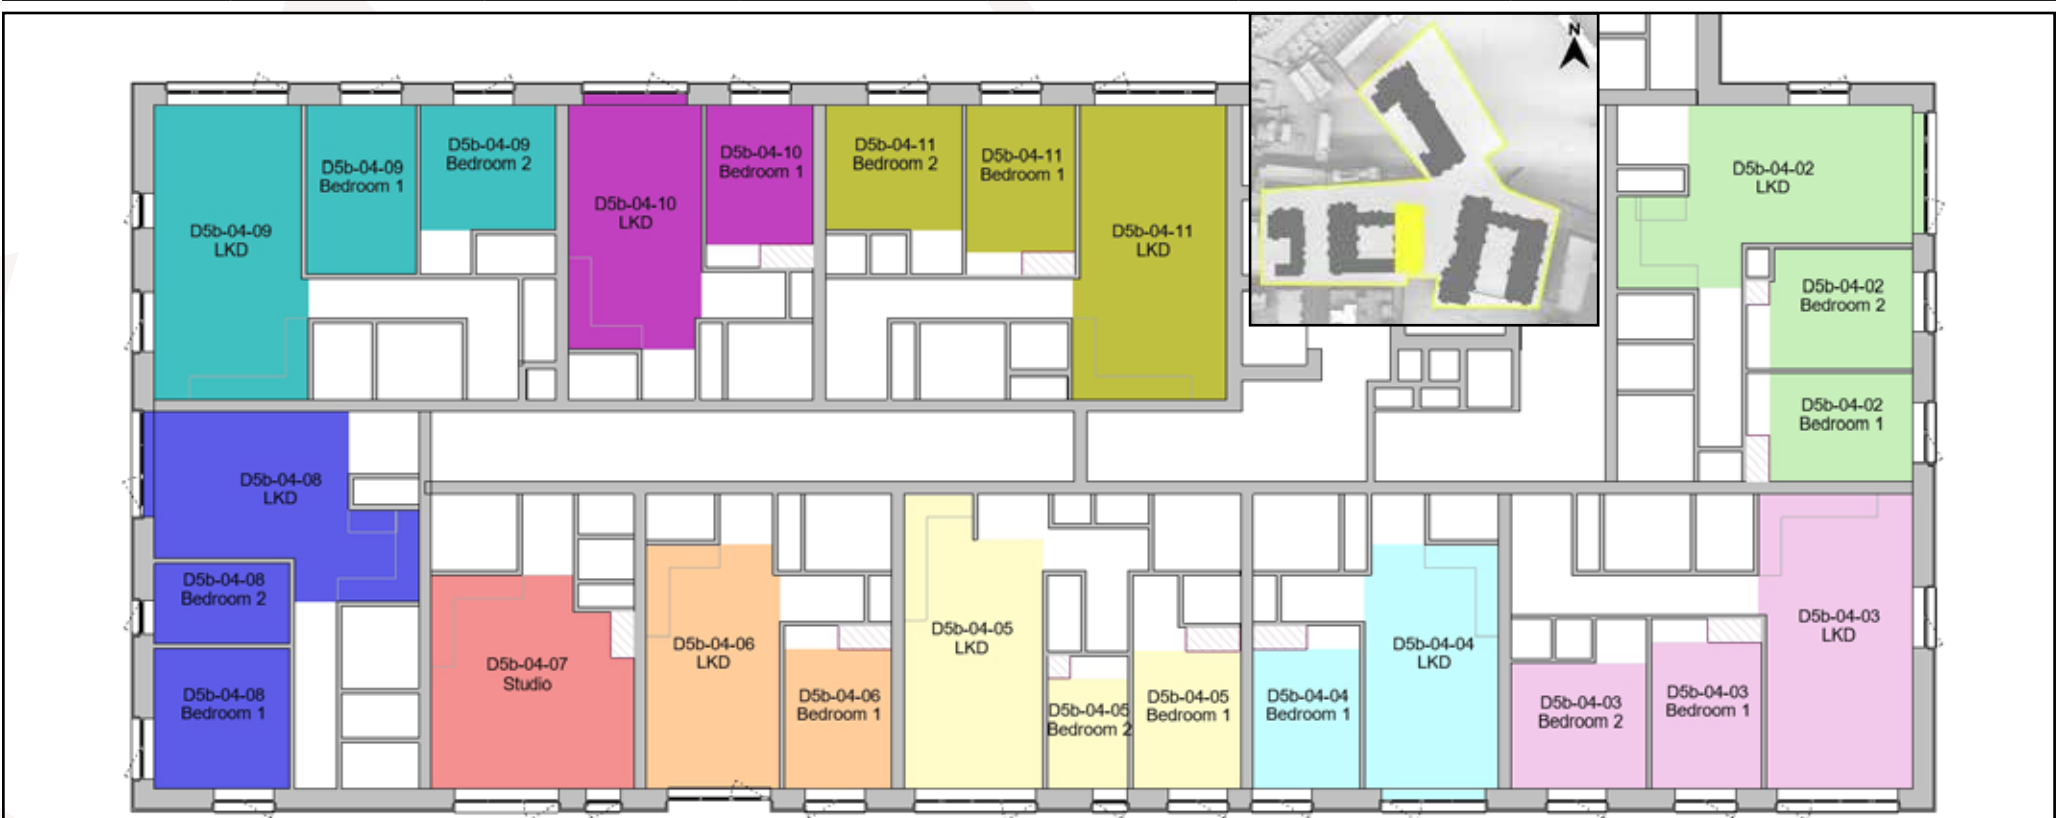 N
D5b-04-09
LKD
D5b-04-09
Bedroom 1
D5b-04-09
Bedroom 2
D5b-04-10
LKD
D5b-04-10
Bedroom 1
D5b-04-11
Bedroom 2
D5b-04-11
Bedroom 1
D5b-04-11
LKD
D5b-04-02
LKD
D5b-04-02
Bedroom 2
D5b-04-02
Bedroom 1
D5b-04-08
LKD
D5b-04-08
Bedroom 2
D5b-04-08
Bedroom 1
D5b-04-07
Studio
D5b-04-06
LKD
D5b-04-06
Bedroom 1
D5b-04-05
LKD
D5b-04-05
Bedroom 2
D5b-04-05
Bedroom 1
D5b-04-04
Bedroom 1
D5b-04-04
LKD
D5b-04-03
Bedroom 2
D5b-04-03
Bedroom 1
D5b-04-03
LKD